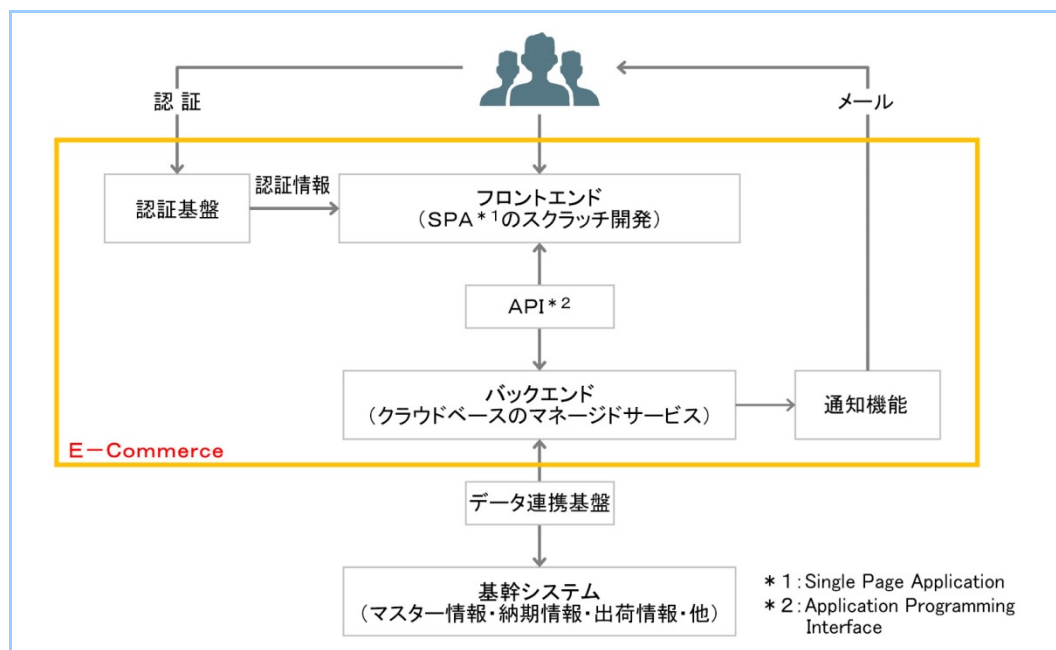 認 証
メール
認証基盤
認証情報
フロントエンド
(SPA*1のスクラッチ開発)
API*2
バックエンド
(クラウドベースのマネージドサービス)
通知機能
E-Commerce
データ連携基盤
基幹システム
(マスター情報・納期情報・出荷情報・他)
*1:Single Page Application
*2:Application Programming
Interface